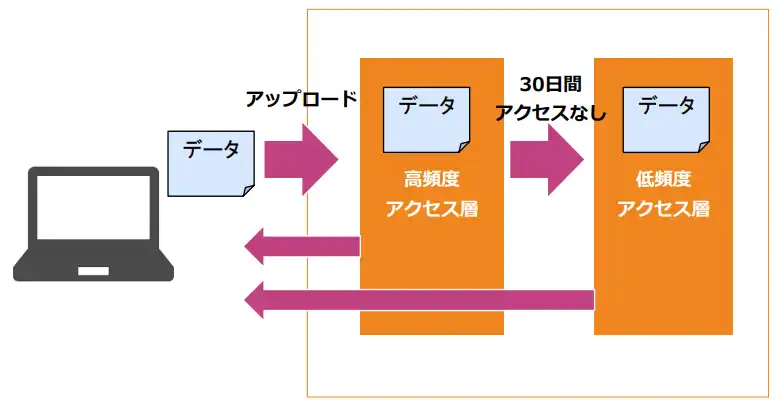 アップロード
30日間
アクセスなし
データ
データ
データ
高頻度
アクセス層
低頻度
アクセス層